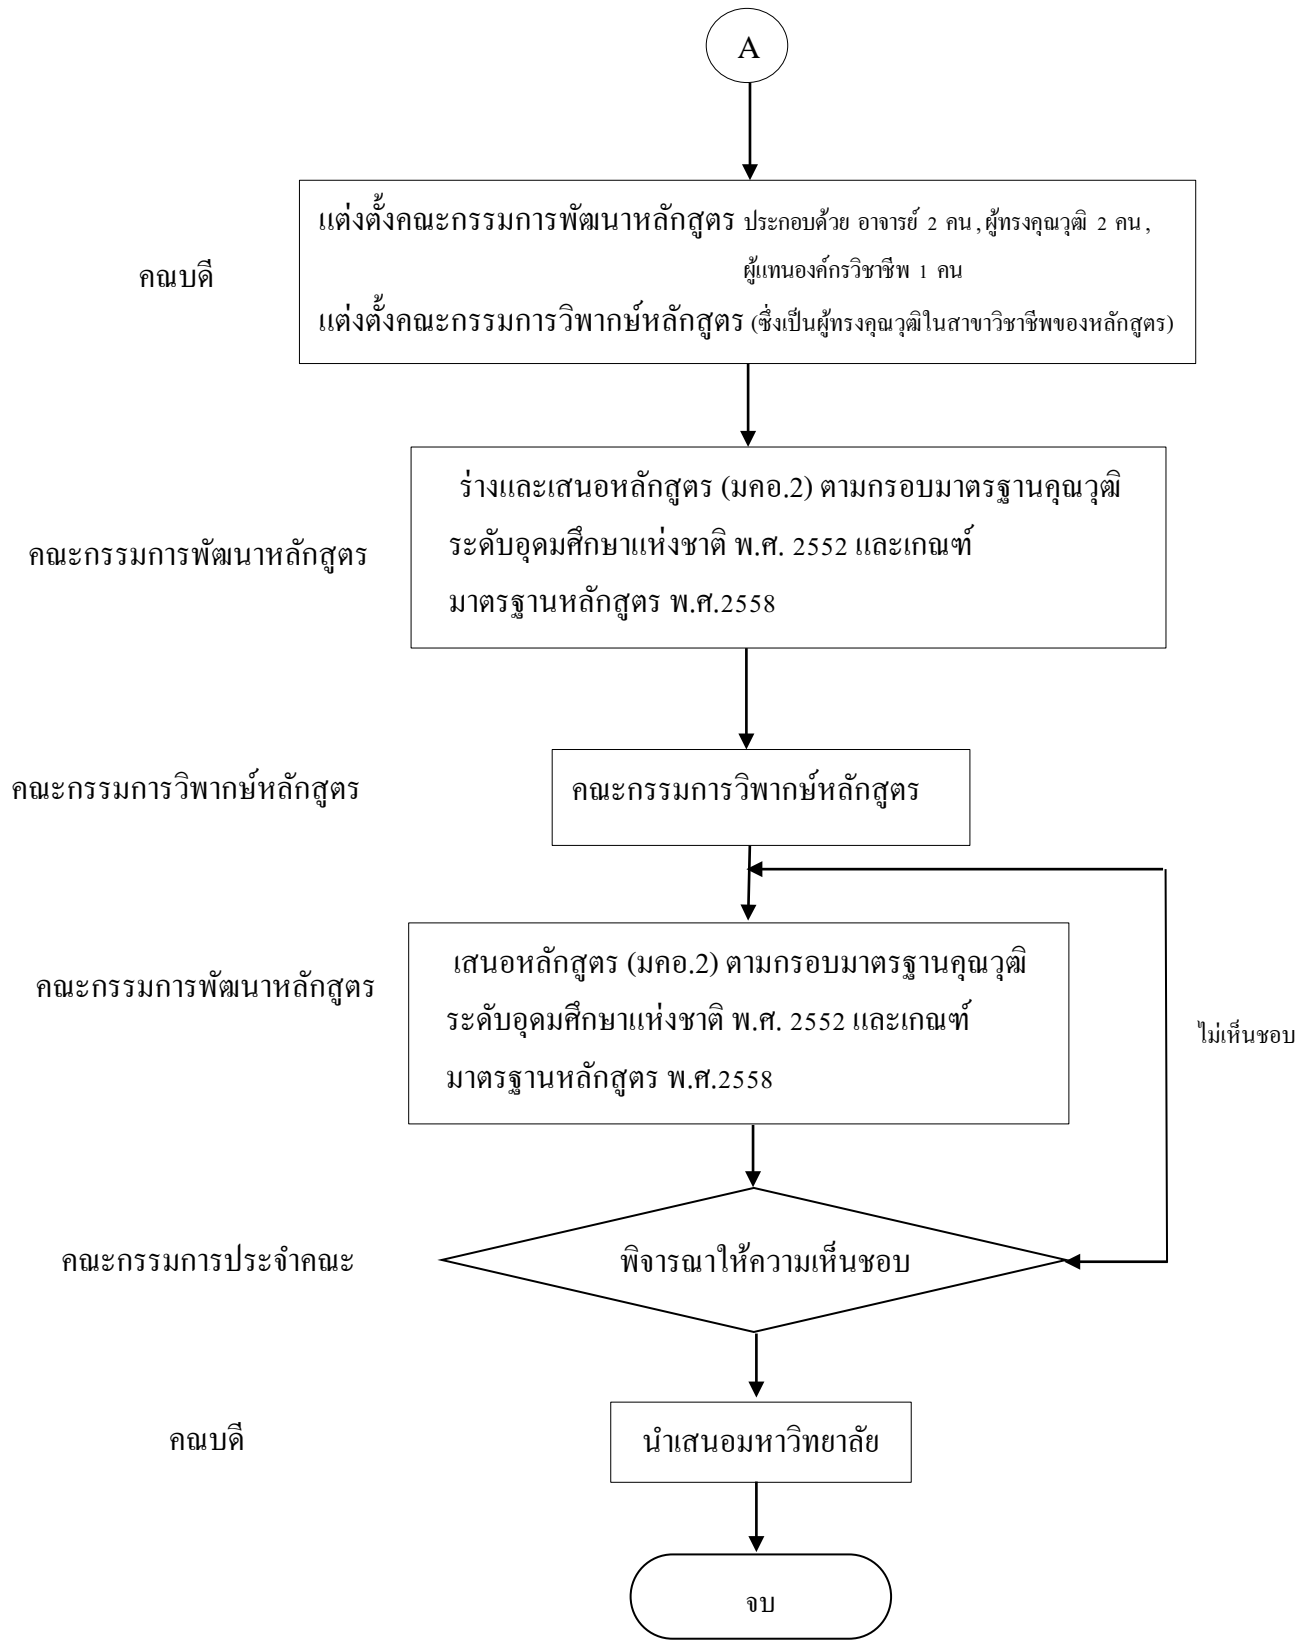 A
แต่งตั้งคณะกรรมการพัฒนาหลักสูตร ประกอบด้วย อาจารย์ 2 คน , ผู้ทรงคุณวุฒิ 2 คน ,
ผู้แทนองค์กรวิชาชีพ 1 คน
คณบดี
แต่งตั้งคณะกรรมการวิพากษ์หลักสูตร (ซึ่งเป็นผู้ทรงคุณวุฒิในสาขาวิชาชีพของหลักสูตร)
ร่างและเสนอหลักสูตร (มคอ.2) ตามกรอบมาตรฐานคุณวุฒิ
คณะกรรมการพัฒนาหลักสูตร
ระดับอุดมศึกษาแห่งชาติ พ.ศ. 2552 และเกณฑ์
มาตรฐานหลักสูตร พ.ศ.2558
คณะกรรมการวิพากษ์หลักสูตร
คณะกรรมการวิพากษ์หลักสูตร
เสนอหลักสูตร (มคอ.2) ตามกรอบมาตรฐานคุณวุฒิ
คณะกรรมการพัฒนาหลักสูตร
ระดับอุดมศึกษาแห่งชาติ พ.ศ. 2552 และเกณฑ์
ไม่เห็นชอบ
มาตรฐานหลักสูตร พ.ศ.2558
คณะกรรมการประจำคณะ
พิจารณาให้ความเห็นชอบ
คณบดี
นำเสนอมหาวิทยาลัย
จบ